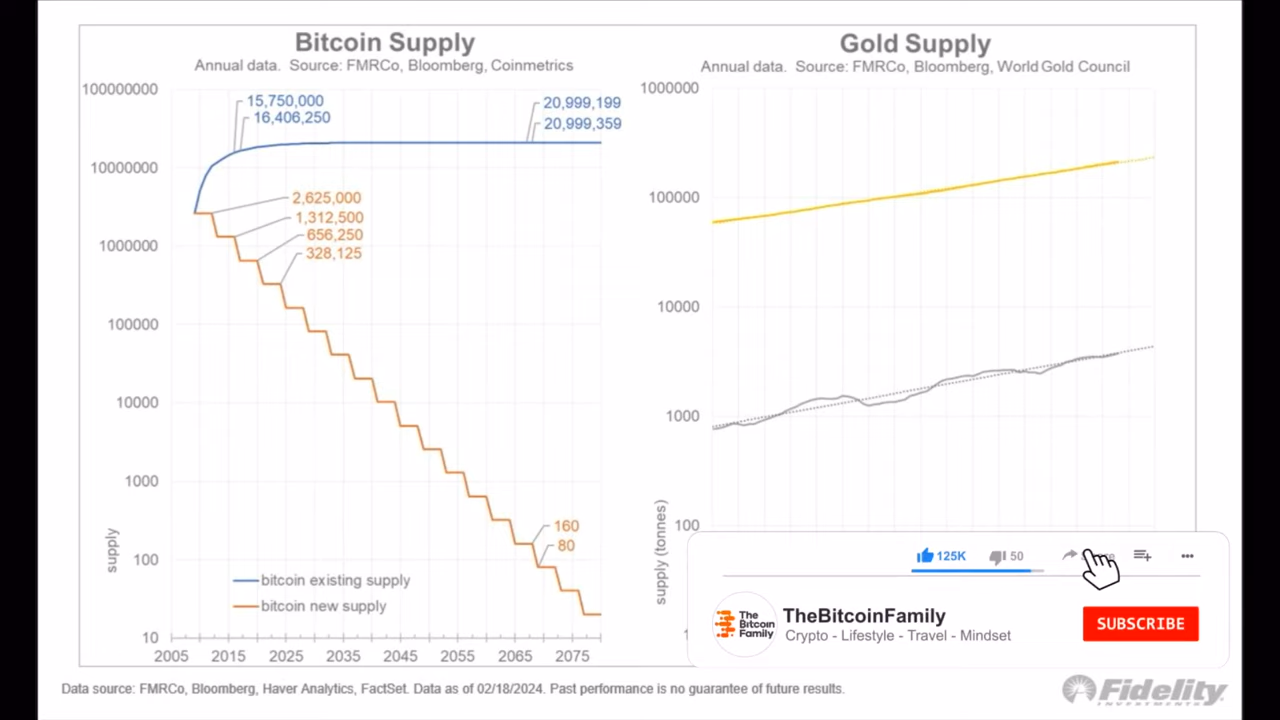 Bitcoin Supply
Annual data. Source: FMRCo, Bloomberg, Coinmetrics
100000000
10000000
1000000
100000
10000
1000
100
10
supply
15,750,000
16,406,250
20,999,199
20,999,359
2,625,000
1,312,500
656,250
328,125
160
80
bitcoin existing supply
bitcoin new supply
2005 2015 2025 2035 2045 2055 2065 2075
Gold Supply
Annual data. Source: FMRCo, Bloomberg, World Gold Council
1000000
100000
10000
1000
100
supply (tonnes)
125K
50
TheBitcoinFamily
Crypto - Lifestyle - Travel - Mindset
The
Bitcoin
Family
SUBSCRIBE
Data source: FMRCo, Bloomberg, Haver Analytics, FactSet. Data as of 02/18/2024. Past performance is no guarantee of future results.
Fidelity
INVESTMENTS